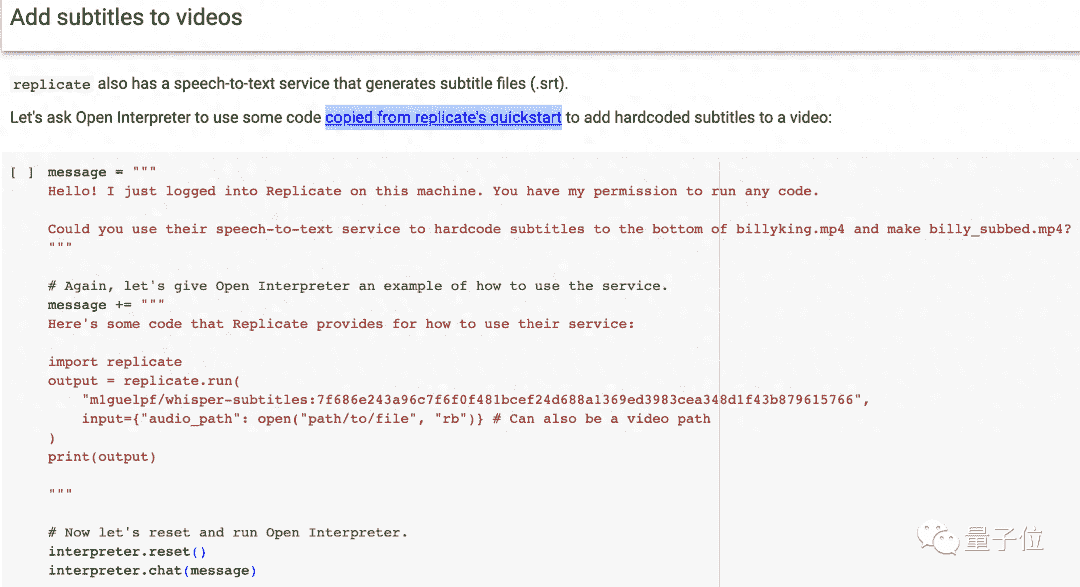 Add subtitles to videos
replicate also has a speech-to-text service that generates subtitle files (.srt).
Let's ask Open Interpreter to use some code copied from replicate's quickstart to add hardcoded subtitles to a video:
[ ] message = """
Hello! I just logged into Replicate on this machine. You have my permission to run any code.
Could you use their speech-to-text service to hardcode subtitles to the bottom of billyking.mp4 and make billy_subbed.mp4?
"""
# Again, let's give Open Interpreter an example of how to use the service.
message += """
Here's some code that Replicate provides for how to use their service:
import replicate
output = replicate.run(
"m1guelpf/whisper-subtitles:7f686e243a96c7f6f0f481bcef24d688a1369ed3983cea348d1f43b879615766",
input={"audio_path": open("path/to/file", "rb")} # Can also be a video path
)
print(output)
"""
# Now let's reset and run Open Interpreter.
interpreter.reset()
interpreter.chat(message)
量子位